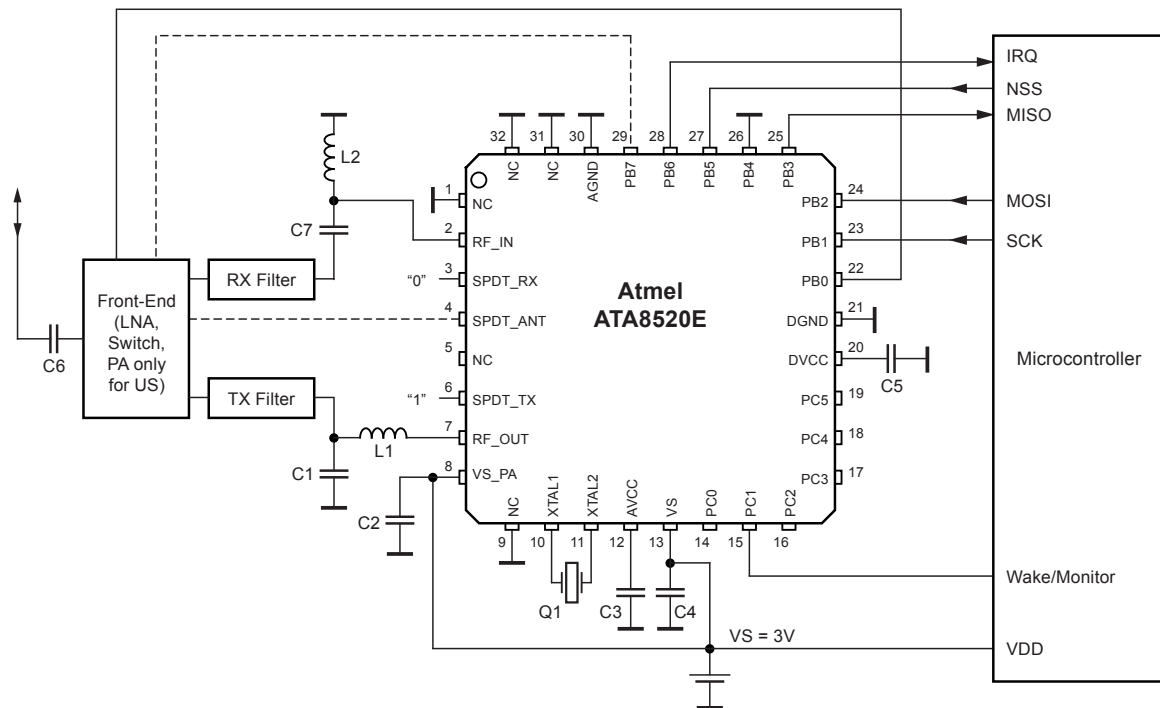 IRQ
NSS
MISO
MOSI
SCK
Microcontroller
Wake/Monitor
VDD
32
31
30
29
28
27
26
25
NC
NC
AGND
PB7
PB6
PB5
PB4
PB3
L2
C7
RX Filter
Front-End
(LNA,
Switch,
PA only
for US)
C6
TX Filter
C1
L1
C2
1
NC
2
RF_IN
"0"
3
SPDT_RX
4
SPDT_ANT
5
NC
"1"
6
SPDT_TX
7
RF_OUT
8
VS_PA
Atmel
ATA8520E
PB2
24
PB1
23
PB0
22
DGND
21
DVCC
20
C5
PC5
19
PC4
18
PC3
17
NC
XTAL1
XTAL2
AVCC
VS
PC0
PC1
PC2
9
10
11
12
13
14
15
16
Q1
C3
C4
VS = 3V